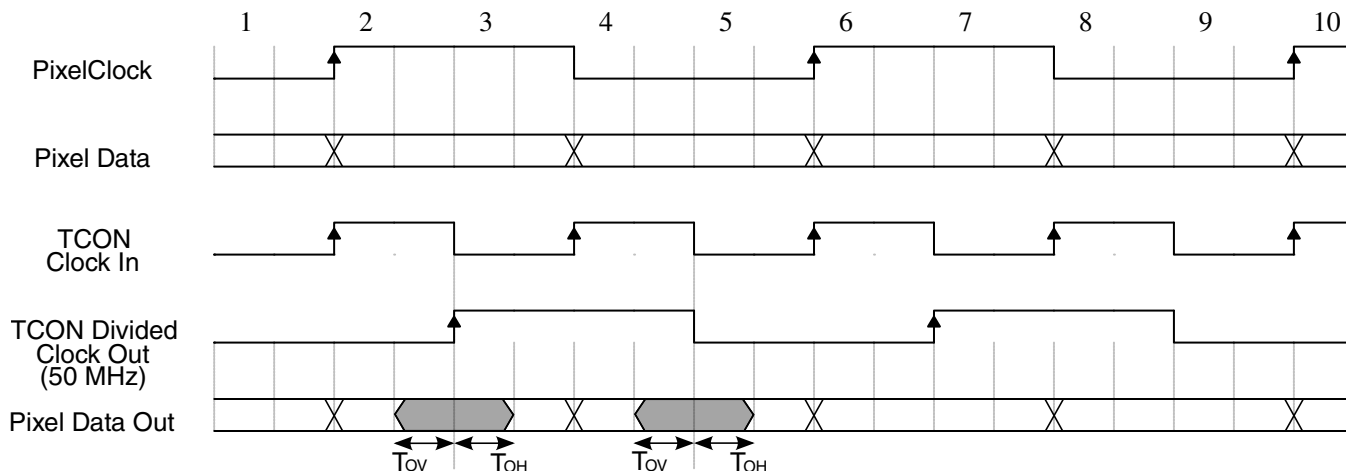 1 2 3 4 5 6 7 8 9 10
PixelClock
Pixel Data
TCON
Clock In
TCON Divided
Clock Out
(50 MHz)
Pixel Data Out
TOV TOH TOV TOH